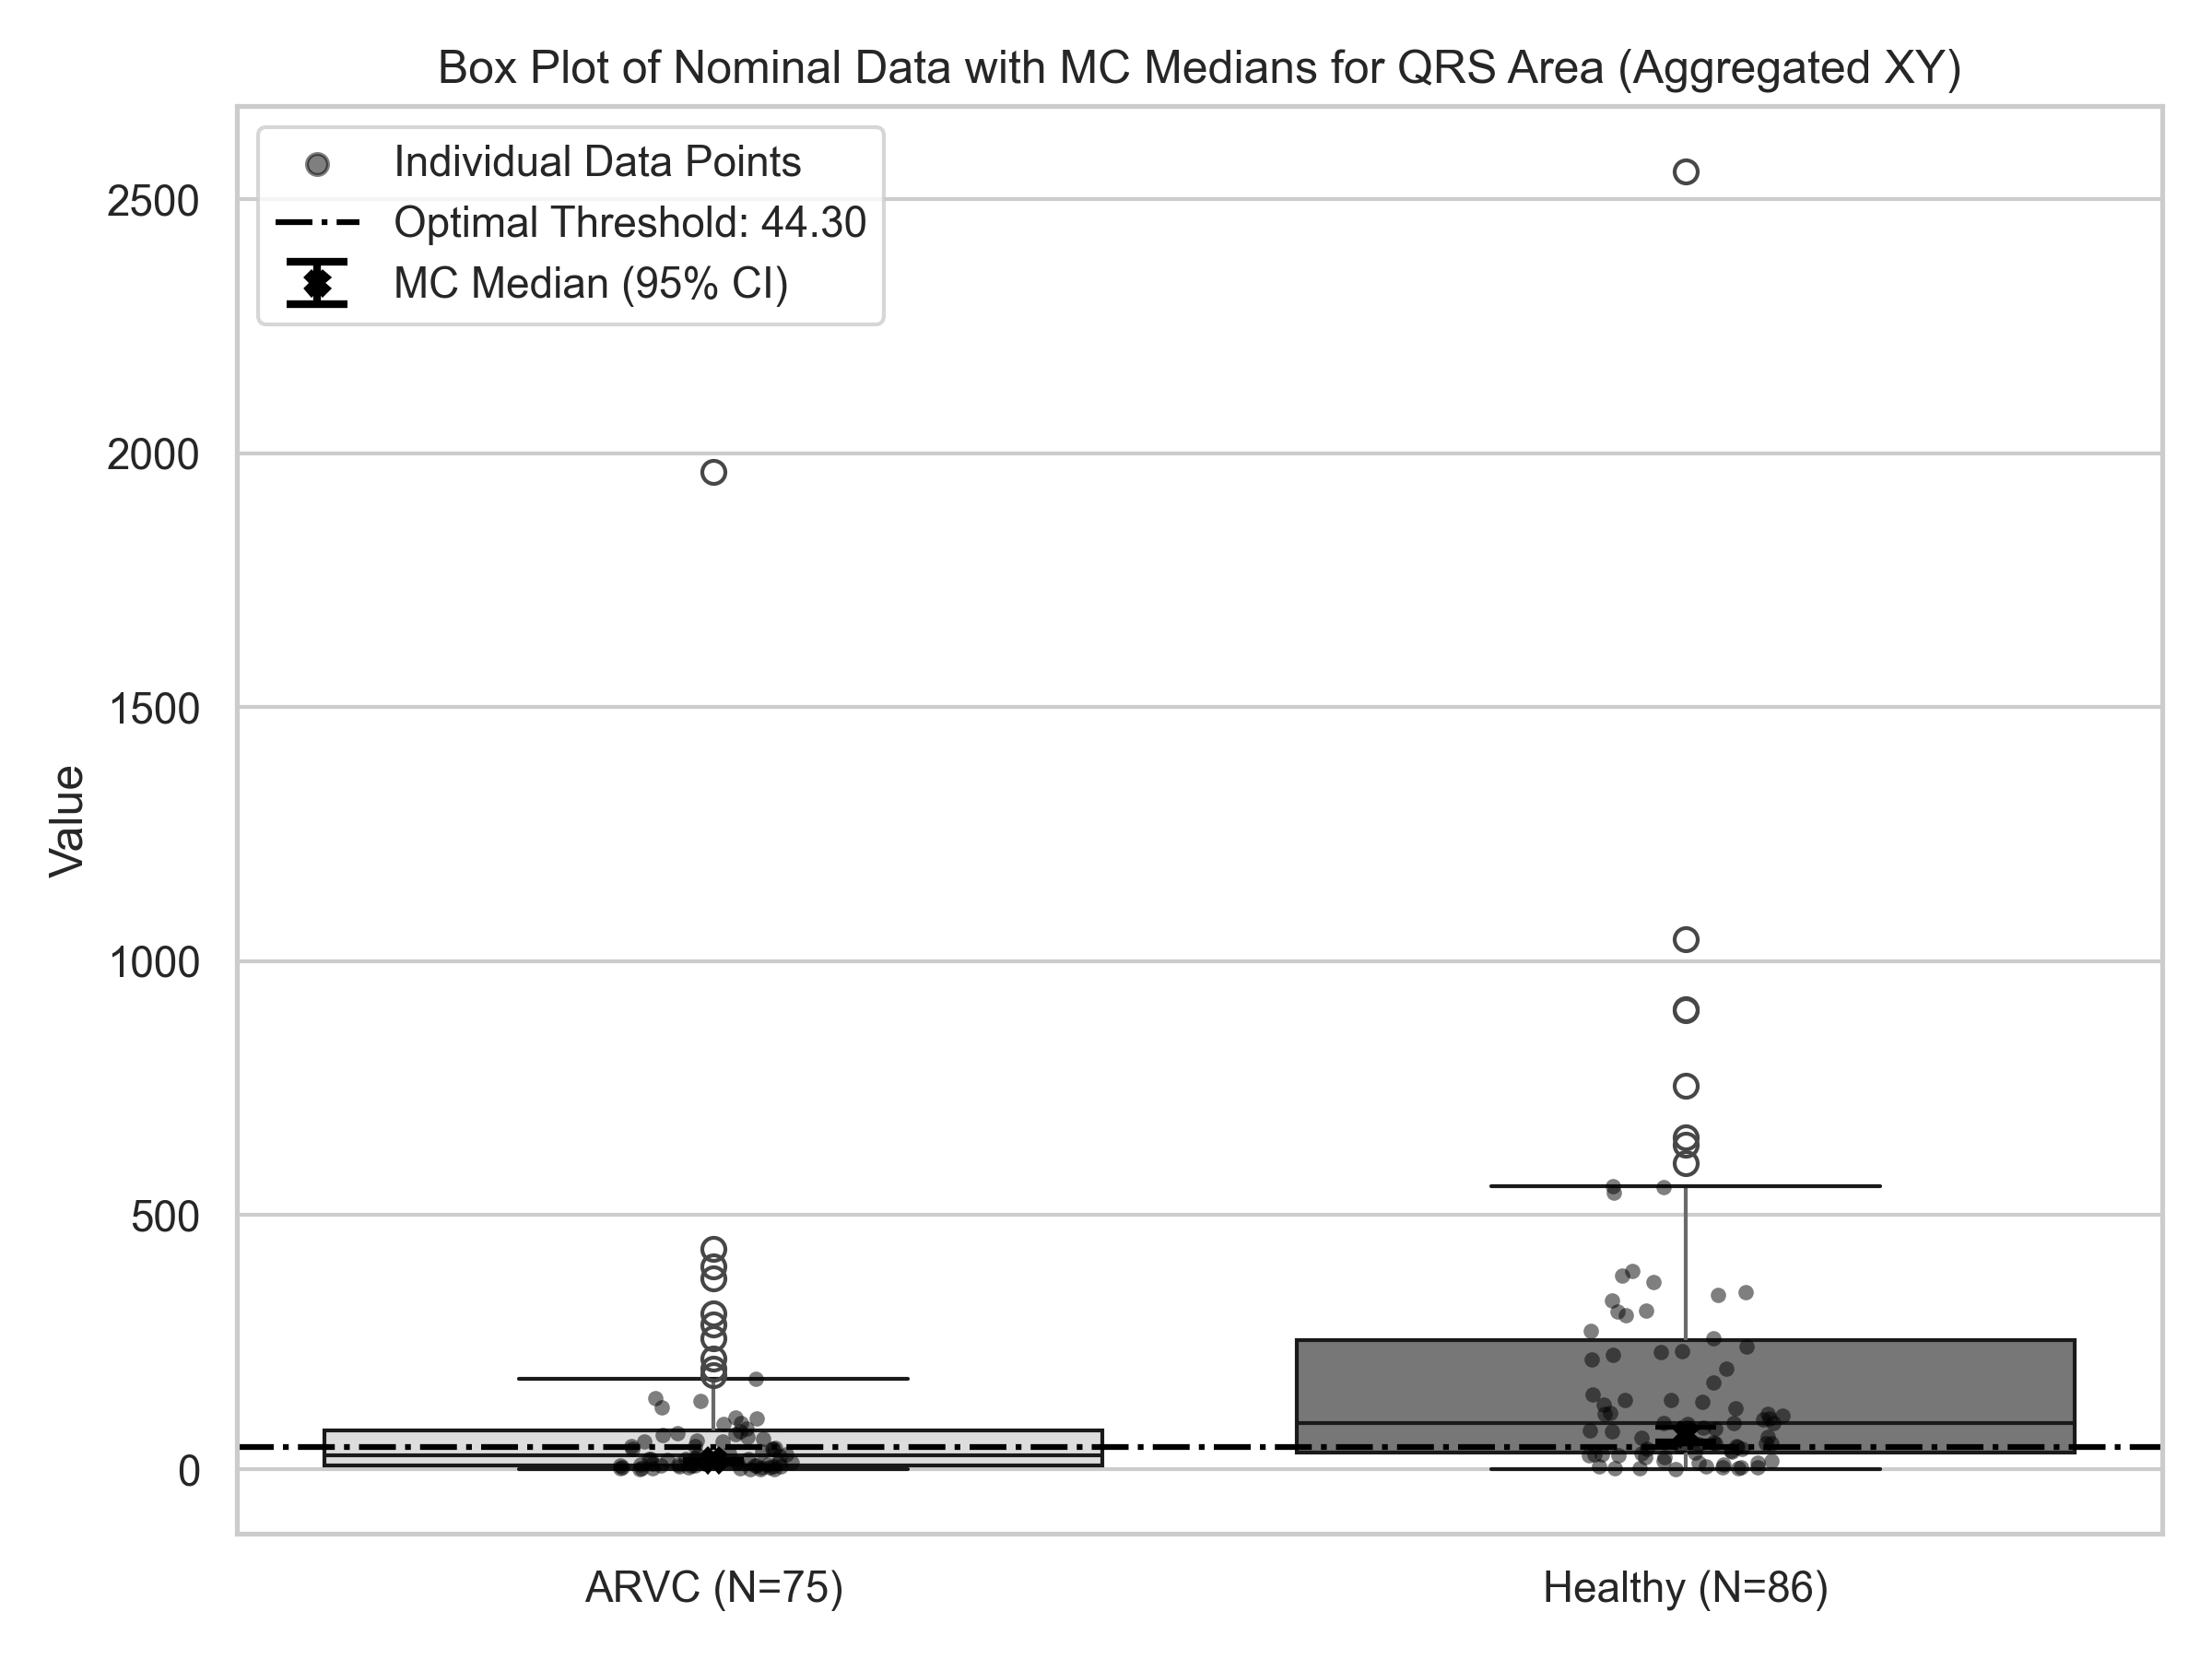 Box Plot of Nominal Data with MC Medians for QRS Area (Aggregated XY)
Individual Data Points
Optimal Threshold: 44.30
MC Median (95% CI)
2500
2000
1500
1000
500
0
Value
ARVC (N=75)
Healthy (N=86)